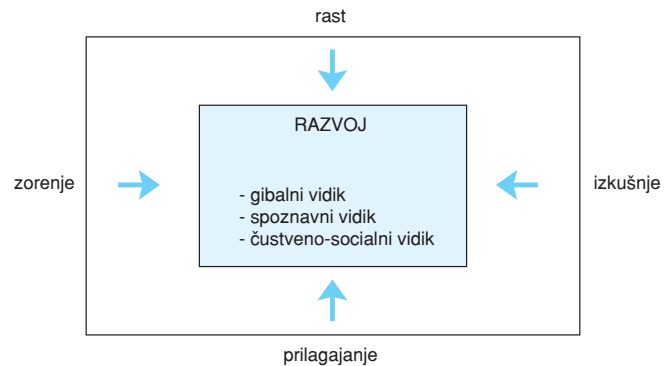 rast
RAZVOJ
zorenje
izkušnje
- gibalni vidik
- spoznavni vidik
- čustveno-socialni vidik
prilagajanje